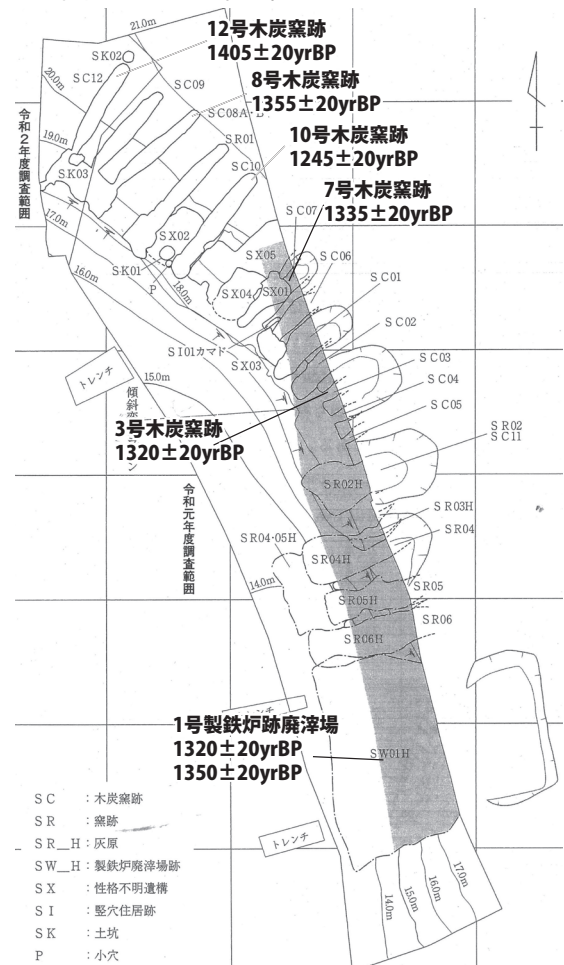 12号木炭窯跡
1405±20yrBP
SK02
21.0m
SC12
20.0m
SC09
8号木炭窯跡
1355±20yrBP
SC08A・B
令和2年度調査範囲
19.0m
SR01
10号木炭窯跡
1245±20yrBP
SC10
SK03
17.0m
7号木炭窯跡
1335±20yrBP
SC07
SX02
SX05
SC06
16.0m
SK01
P
18.0m
SX04
SX01
SC01
SC02
SI01カマド
SX03
SC03
トレンチ
15.0m
SC04
傾斜変
ン
SC05
3号木炭窯跡
1320±20yrBP
SR02
SC11
SR02H
令和元年度調査範囲
SR03H
SR04・05H
SR04
SR04H
14.0m
SR05
SR05H
SR06
SR06H
ンチ
1号製鉄炉跡廃滓場
1320±20yrBP
1350±20yrBP
SW01H
SC :木炭窯跡
SR :窯跡
SR__H:灰原
SW__H:製鉄炉廃滓場跡
SX :性格不明遺構
SI :竪穴住居跡
SK :土坑
P :小穴
トレンチ
14.0m
15.0m
16.0m
17.0m